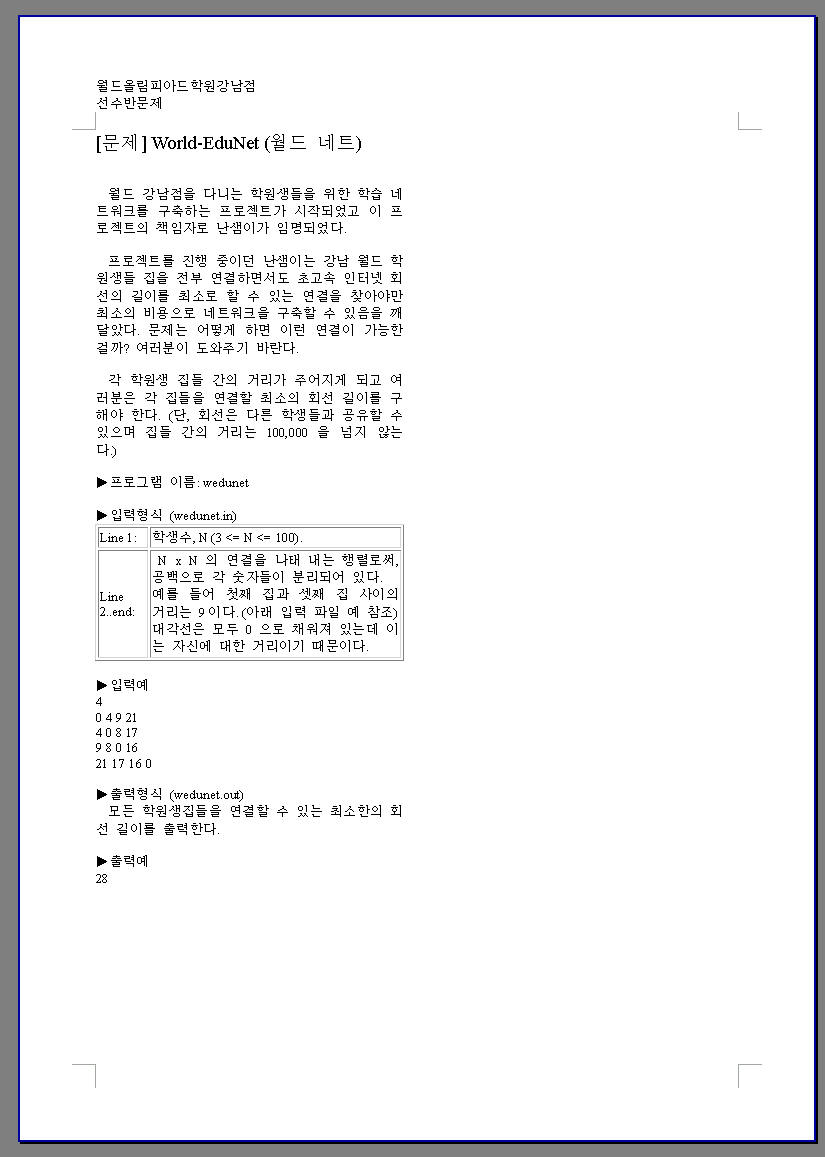 월드올림피아드학원강남점
선수반문제
[문제] World-EduNet (월드 네트)
월드 강남점을 다니는 학원생들을 위한 학습 네
트워크를 구축하는 프로젝트가 시작되었고 이 프
로젝트의 책임자로 난샘이가 임명되었다.
프로젝트를 진행 중이던 난샘이는 강남 월드 학
원생들 집을 전부 연결하면서도 초고속 인터넷 회
선의 길이를 최소로 할 수 있는 연결을 찾아야만
최소의 비용으로 네트워크을 구축할 수 있음을 깨
달았다. 문제는 어떻게 하면 이런 연결이 가능한
걸까? 여러분이 도와주기 바란다.
각 학원생 집들 간의 거리가 주어지게 되고 여
러분은 각 집들을 연결할 최소의 회선 길이를 구
해야 한다. (단, 회선은 다른 학생들과 공유할 수
있으며 집들 간의 거리는 100,000 을 넘지 않는
다.)
▶프로그램 이름: wedunet
▶입력형식 (wedunet.in)
Line 1: 학생수, N (3 <= N <= 100).
Line 2..end: N x N 의 연결을 나태 내는 행렬로써,
공백으로 각 숫자들이 분리되어 있다.
예를 들어 첫째 집과 셋째 집 사이의
거리는 9이다.(아래 입력 파일 예 참조)
대각선은 모두 0 으로 채워져 있는데 이
는 자신에 대한 거리이기 때문이다.
▶입력예
4
0 4 9 21
4 0 8 17
9 8 0 16
21 17 16 0
▶출력형식 (wedunet.out)
모든 학원생집들을 연결할 수 있는 최소한의 회
선 길이를 출력한다.
▶출력예
28